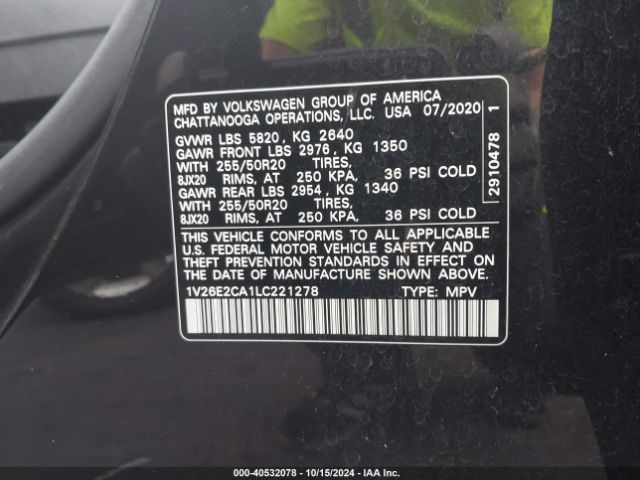 MFD BY VOLKSWAGEN GROUP OF AMERICA
CHATTANOOGA OPERATIONS, LLC. USA 07/2020
GVWR LBS 5820, KG 2640
GAWR FRONT LBS 2976, KG 1350
WITH 255/50R20 TIRES,
8JX20 RIMS, AT 250 KPA, 36 PSI COLD
GAWR REAR LBS 2954, KG 1340
WITH 255/50R20 TIRES,
8JX20 RIMS, AT 250 KPA, 36 PSI COLD
THIS VEHICLE CONFORMS TO ALL APPLICABLE
U.S. FEDERAL MOTOR VEHICLE SAFETY AND
THEFT PREVENTION STANDARDS IN EFFECT ON
THE DATE OF MANUFACTURE SHOWN ABOVE.
1V26E2CA1LC221278 TYPE: MPV
2910478 1
000-40532078 - 10/15/2024 - IAA Inc.